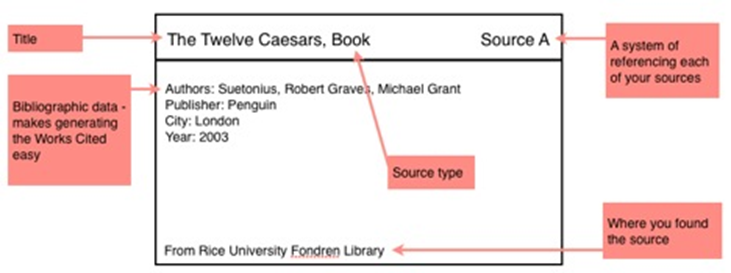 Title
The Twelve Caesars, Book
Source A
A system of
referencing each
of your sources
Bibliographic data -
makes generating
the Works Cited
easy
Authors: Suetonius, Robert Graves, Michael Grant
Publisher: Penguin
City: London
Year: 2003
Source type
From Rice University Fondren Library
Where you found
the source